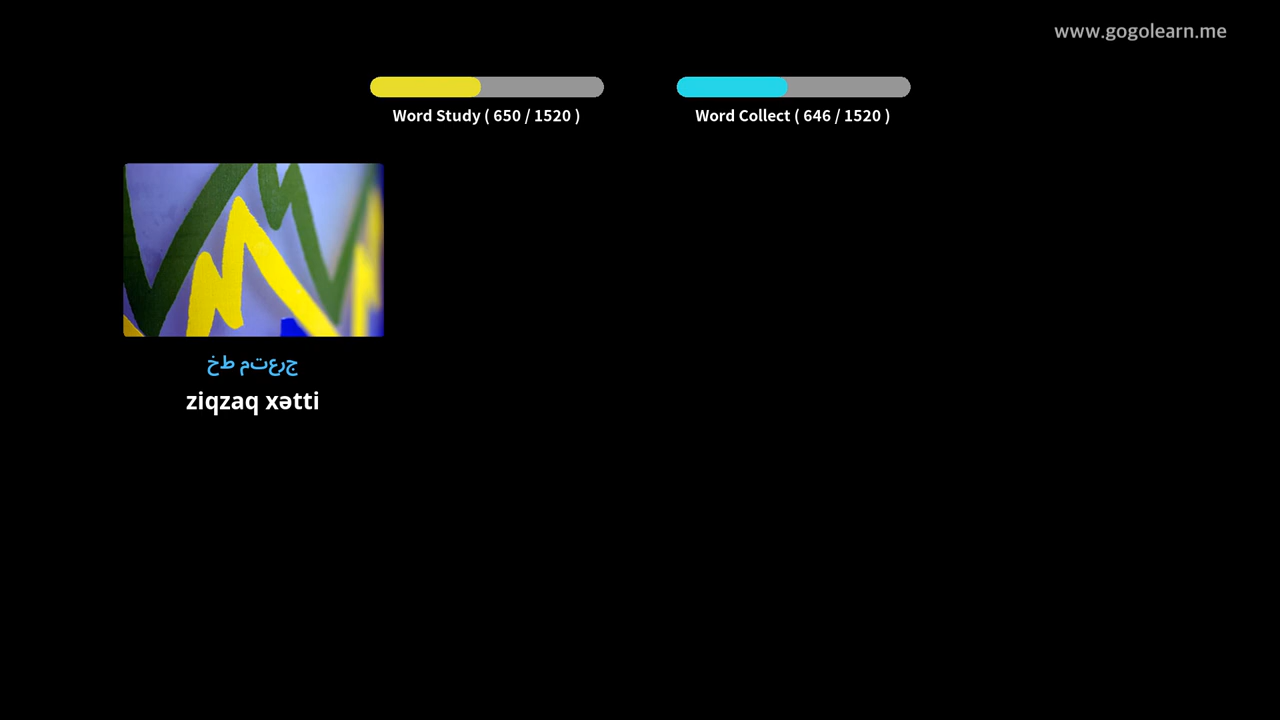 www.gogolearn.me
Word Study ( 650 / 1520 )
Word Collect ( 646 / 1520 )
خط متعرج
ziqzaq xətti